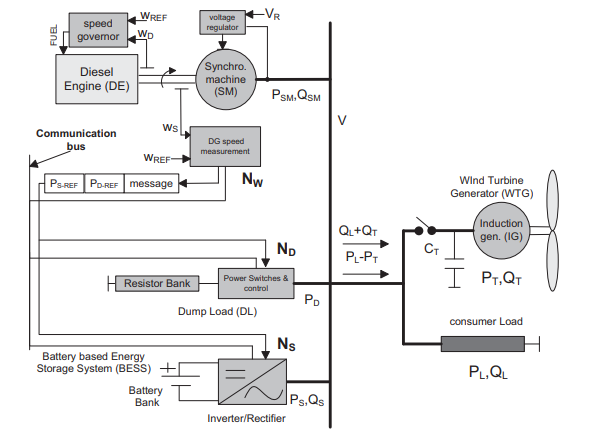 FUEL
speed
governor
WREF
WD
voltage
regulator
VR
Diesel
Engine (DE)
Synchro.
machine
(SM)
PSM,QSM
V
WS
Communication
bus
WREF
DG speed
measurement
NW
PS-REF PD-REF message
WInd Turbine
Generator (WTG)
Induction
gen. (IG)
QL+QT
PL-PT
CT
PT,QT
ND
Resistor Bank
Power Switches &
control
PD
Dump Load (DL)
consumer Load
PL,QL
NS
Battery based Energy
Storage System (BESS)
+
Battery
Bank
PS,QS
Inverter/Rectifier